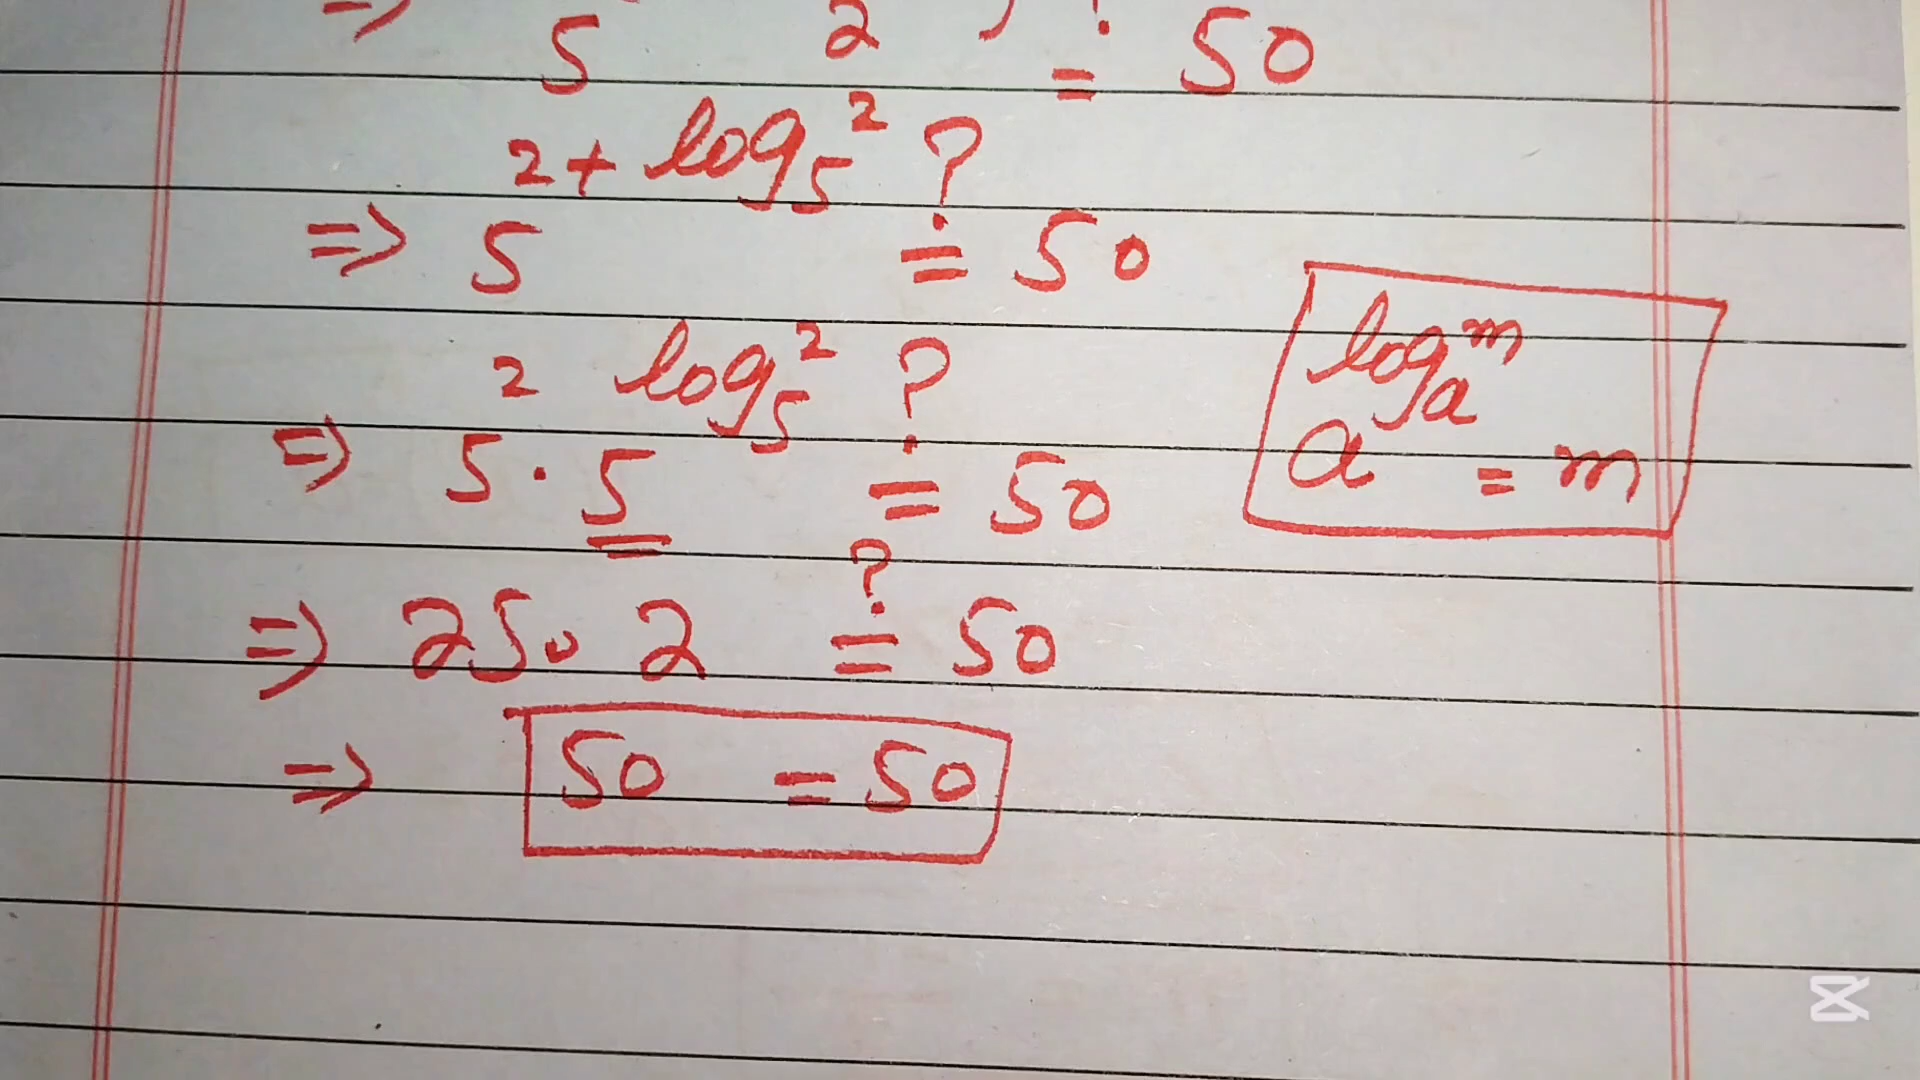 => 5 2 ) ? = 50
2 + log₅² ?
=> 5 = 50
2 log₅² ?
=> 5 · 5 = 50
logₐᵐ
a = m
?
=> 25 · 2 = 50
=> 50 = 50